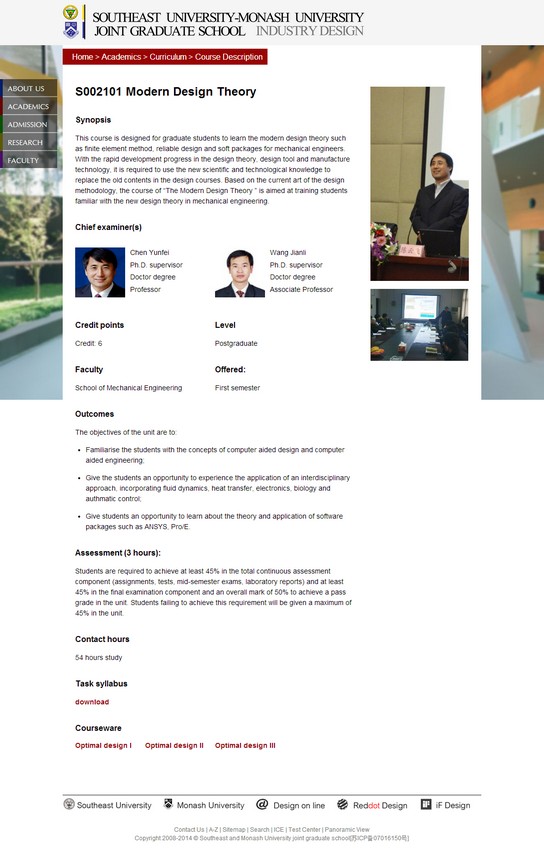 SOUTHEAST UNIVERSITY-MONASH UNIVERSITY
JOINT GRADUATE SCHOOL INDUSTRY DESIGN
Home > Academics > Curriculum > Course Description
ABOUT US
ACADEMICS
ADMISSION
RESEARCH
FACULTY
S002101 Modern Design Theory
Synopsis
This course is designed for graduate students to learn the modern design theory such
as finite element method, reliable design and soft packages for mechanical engineers.
With the rapid development progress in the design theory, design tool and manufacture
technology, it is required to use the new scientific and technological knowledge to
replace the old contents in the design courses. Based on the current art of the design
methodology, the course of “The Modern Design Theory ” is aimed at training students
familiar with the new design theory in mechanical engineering.
Chief examiner(s)
Chen Yunfei
Ph.D. supervisor
Doctor degree
Professor
Wang Jianli
Ph.D. supervisor
Doctor degree
Associate Professor
Credit points
Level
Credit: 6
Postgraduate
Faculty
Offered:
School of Mechanical Engineering
First semester
Outcomes
The objectives of the unit are to:
• Familiarise the students with the concepts of computer aided design and computer
aided engineering;
• Give the students an opportunity to experience the application of an interdisciplinary
approach, incorporating fluid dynamics, heat transfer, electronics, biology and
authmatic control;
• Give students an opportunity to learn about the theory and application of software
packages such as ANSYS, Pro/E.
Assessment (3 hours):
Students are required to achieve at least 45% in the total continuous assessment
component (assignments, tests, mid-semester exams, laboratory reports) and at least
45% in the final examination component and an overall mark of 50% to achieve a pass
grade in the unit. Students failing to achieve this requirement will be given a maximum of
45% in the unit.
Contact hours
54 hours study
Task syllabus
download
Courseware
Optimal design I Optimal design II Optimal design III
Southeast University Monash University Design on line Reddot Design iF Design
Contact Us | A-Z | Sitemap | Search | ICE | Test Center | Panoramic View
Copyright 2008-2014 © Southeast and Monash University joint graduate school[苏ICP备07016150号]